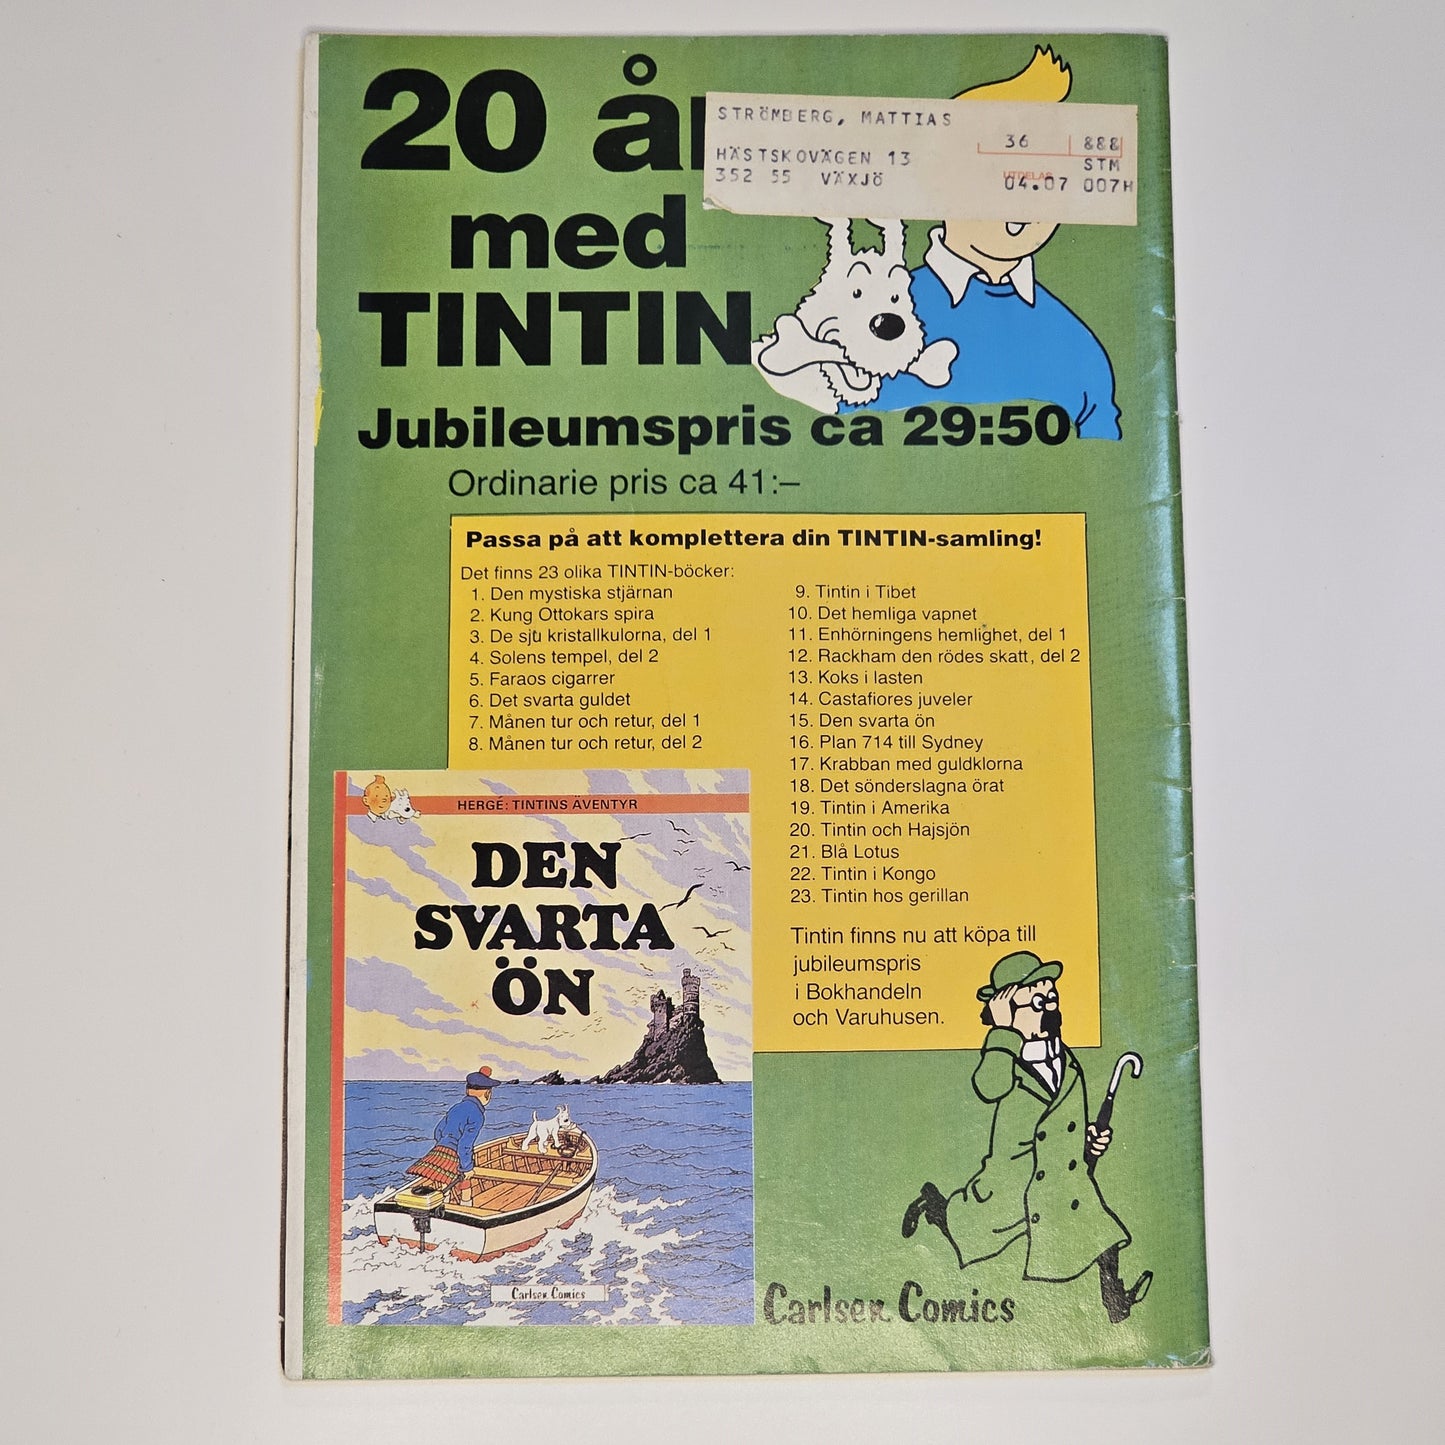 20 år
STRÖMBERG, MATTIAS
36 888
HÄSTSKOVÄGEN 13 STM
352 55 VÄXJÖ UTDELAS 04.07 007H
med
TINTIN
Jubileumspris ca 29:50
Ordinarie pris ca 41:–
Passa på att komplettera din TINTIN-samling!
Det finns 23 olika TINTIN-böcker:
1. Den mystiska stjärnan
2. Kung Ottokars spira
3. De sju kristallkulorna, del 1
4. Solens tempel, del 2
5. Faraos cigarrer
6. Det svarta guldet
7. Månen tur och retur, del 1
8. Månen tur och retur, del 2
9. Tintin i Tibet
10. Det hemliga vapnet
11. Enhörningens hemlighet, del 1
12. Rackham den rödes skatt, del 2
13. Koks i lasten
14. Castafiores juveler
15. Den svarta ön
16. Plan 714 till Sydney
17. Krabban med guldklorna
18. Det sönderslagna örat
19. Tintin i Amerika
20. Tintin och Hajsjön
21. Blå Lotus
22. Tintin i Kongo
23. Tintin hos gerillan
Tintin finns nu att köpa till
jubileumspris
i Bokhandeln
och Varuhusen.
HERGÉ: TINTINS ÄVENTYR
DEN
SVARTA
ÖN
Carlsen Comics
Carlsen Comics